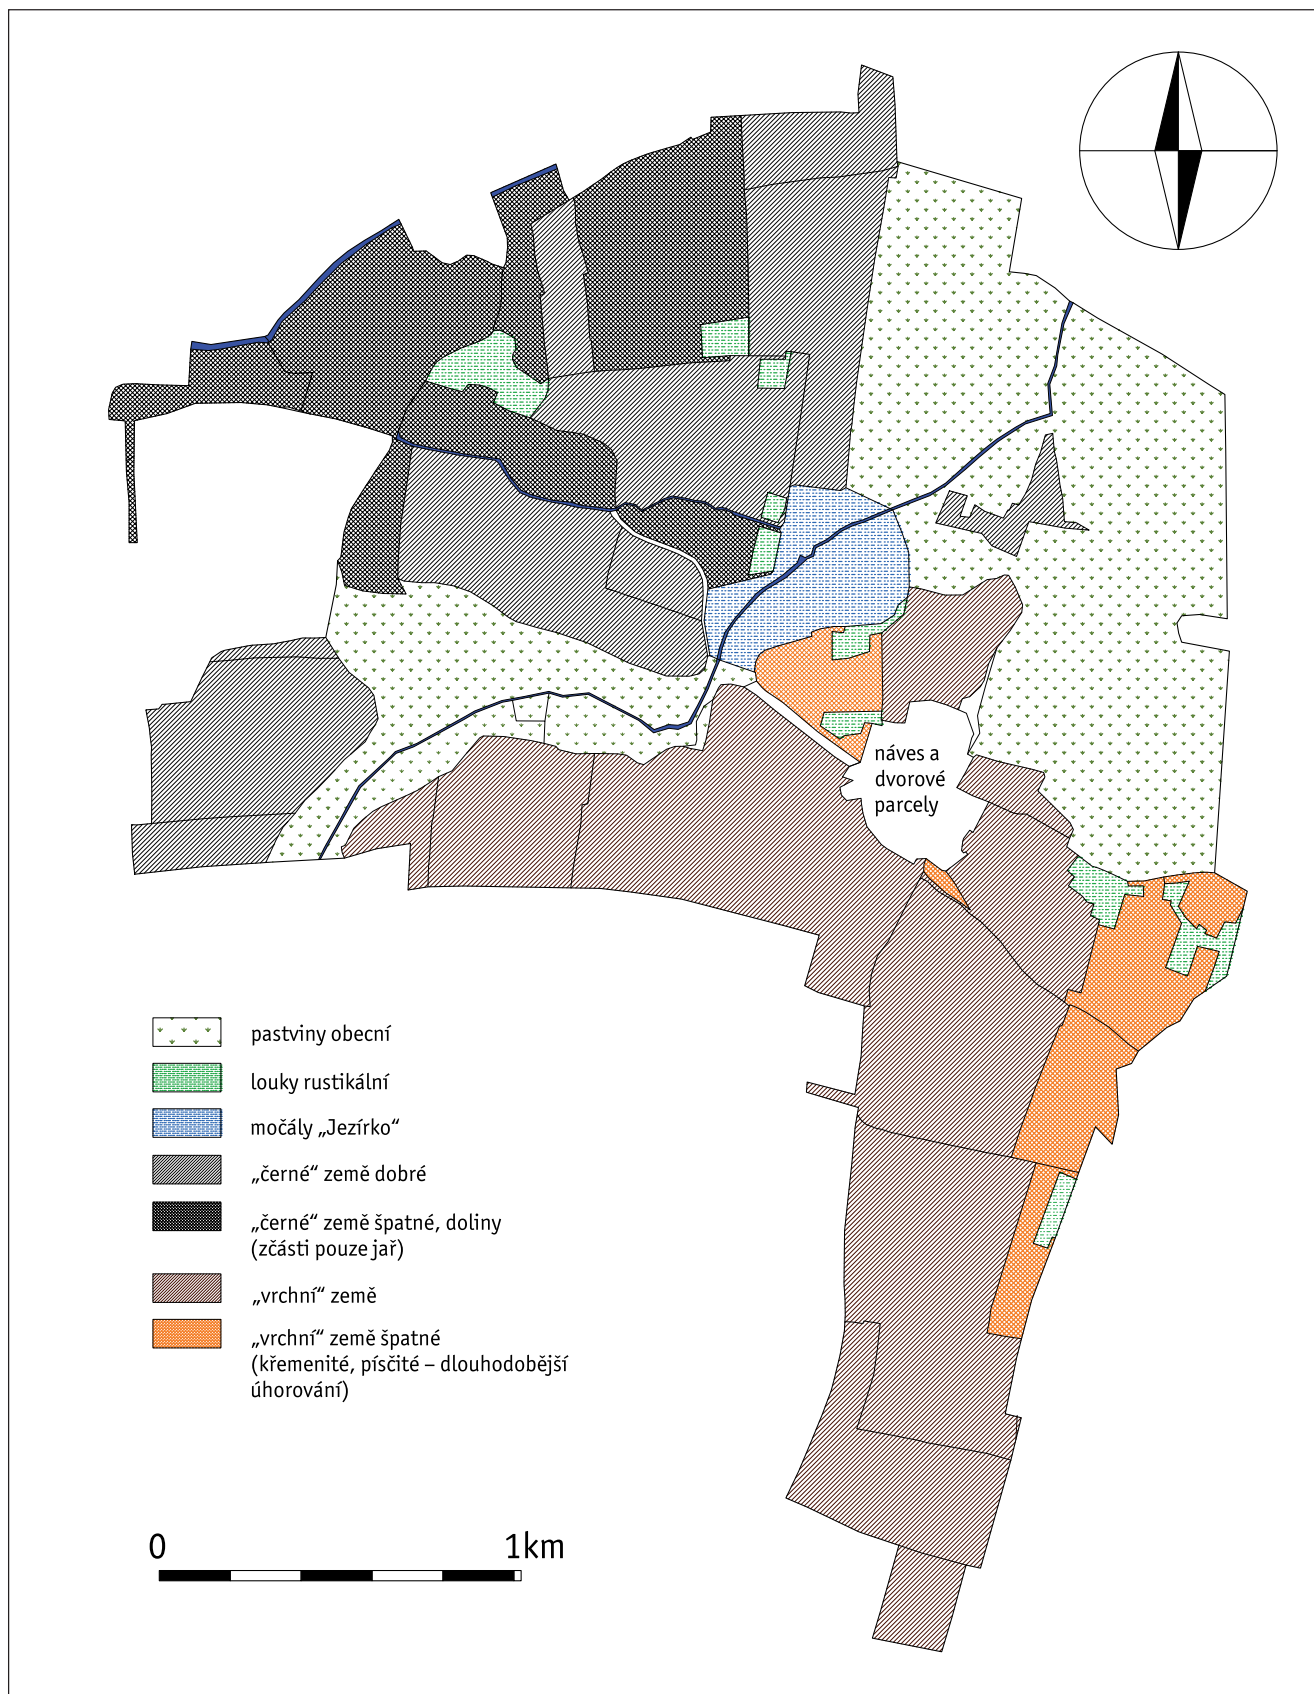 náves a
dvorové
parcely
pastviny obecní
louky rustikální
močály „Jezírko“
„černé“ země dobré
„černé“ země špatné, doliny
(zčásti pouze jař)
„vrchní“ země
„vrchní“ země špatné
(křemenité, písčité – dlouhodobější
úhorování)
0 1km